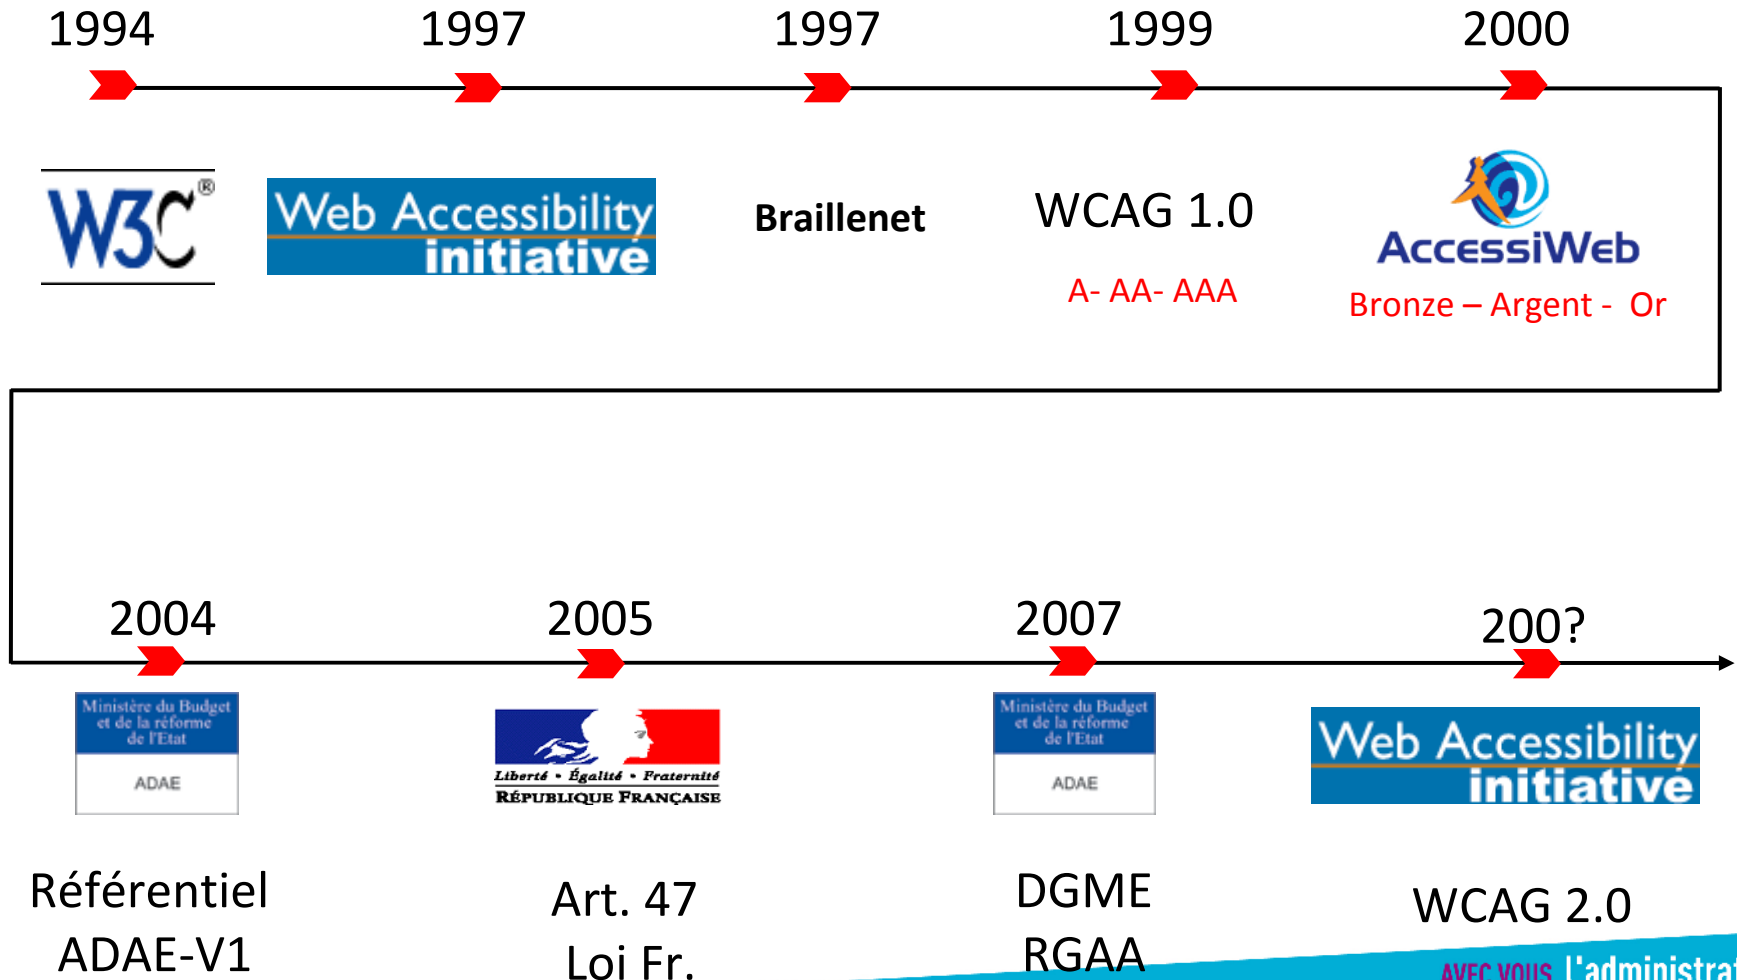 1994
1997
1997
1999
2000
W3C®
Web Accessibility
initiative
Braillenet
WCAG 1.0
A- AA- AAA
AccessiWeb
Bronze – Argent - Or
2004
2005
2007
200?
Ministère du Budget
et de la réforme
de l'Etat
ADAE
Liberté • Égalité • Fraternité
RÉPUBLIQUE FRANÇAISE
Ministère du Budget
et de la réforme
de l'Etat
ADAE
Web Accessibility
initiative
Référentiel
ADAE-V1
Art. 47
Loi Fr.
DGME
RGAA
WCAG 2.0
AVEC VOUS L'administrat